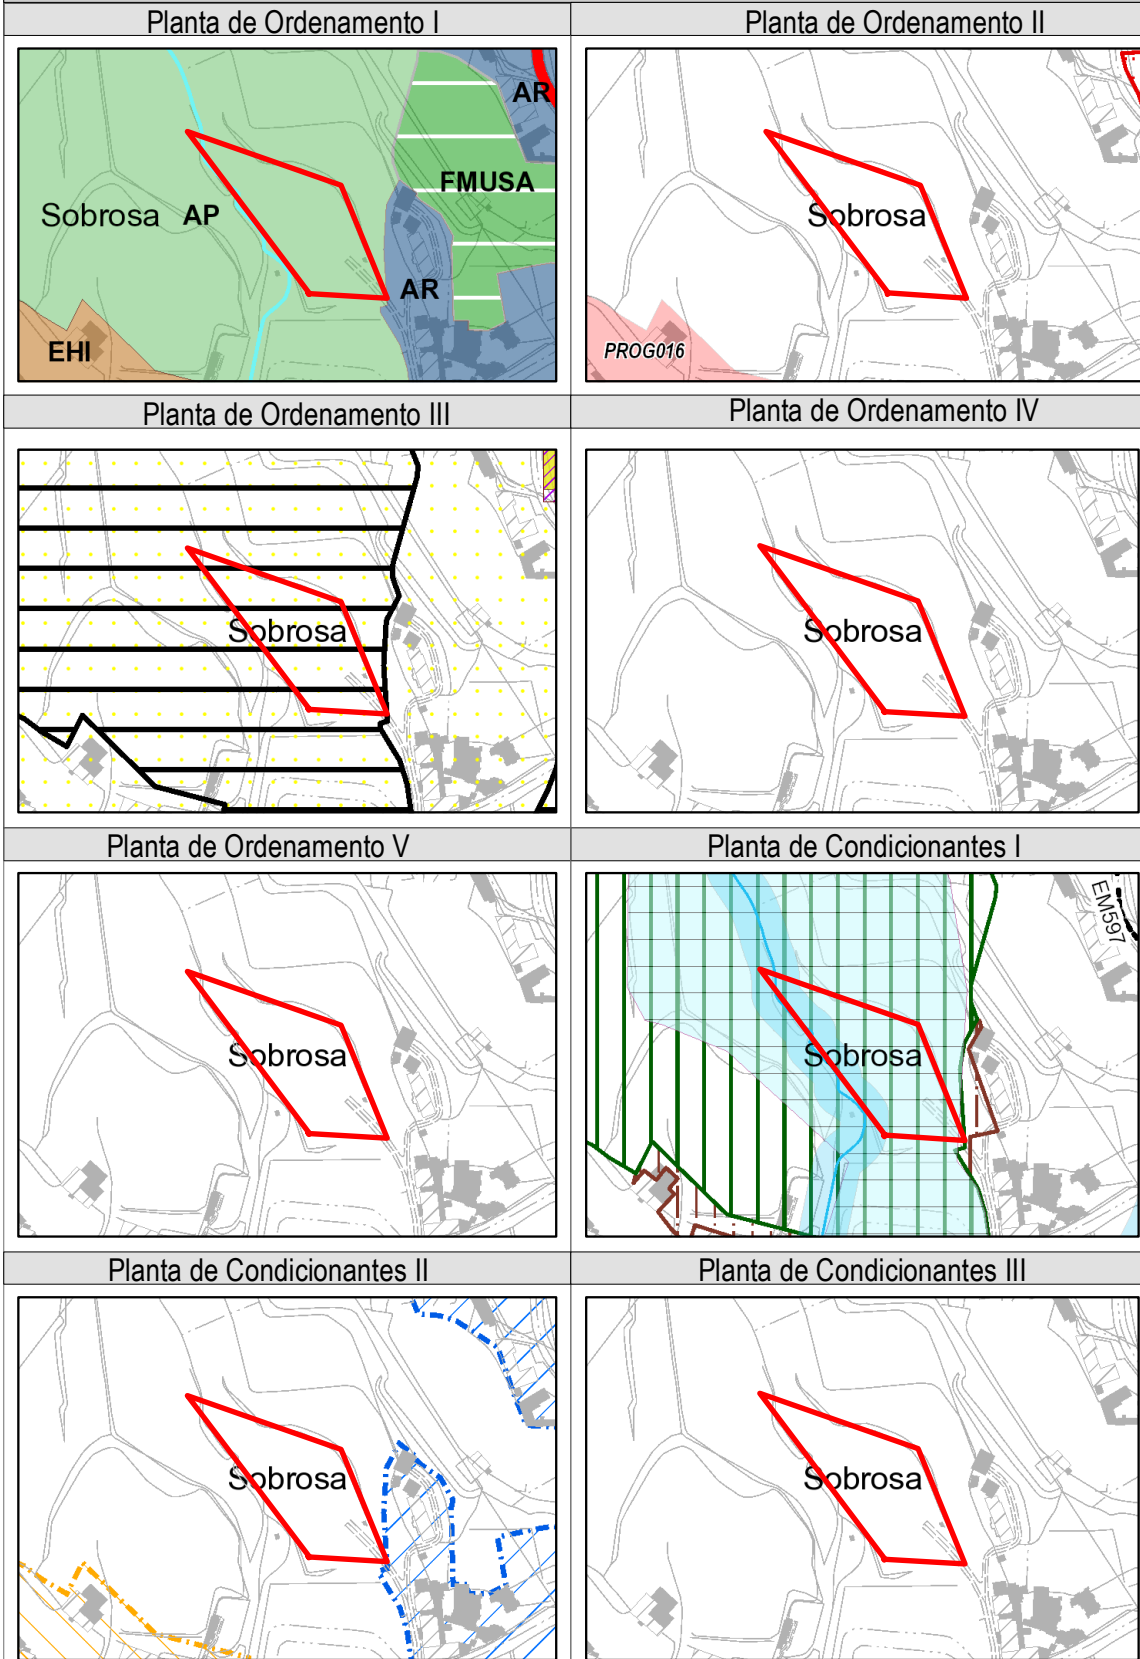 Planta de Ordenamento I
Planta de Ordenamento II
AR
FMUSA
Sobrosa
AP
AR
EHI
Sobrosa
PROG016
Planta de Ordenamento III
Planta de Ordenamento IV
Sobrosa
Sobrosa
Planta de Ordenamento V
Planta de Condicionantes I
EM597
Sobrosa
Sobrosa
Planta de Condicionantes II
Planta de Condicionantes III
Sobrosa
Sobrosa